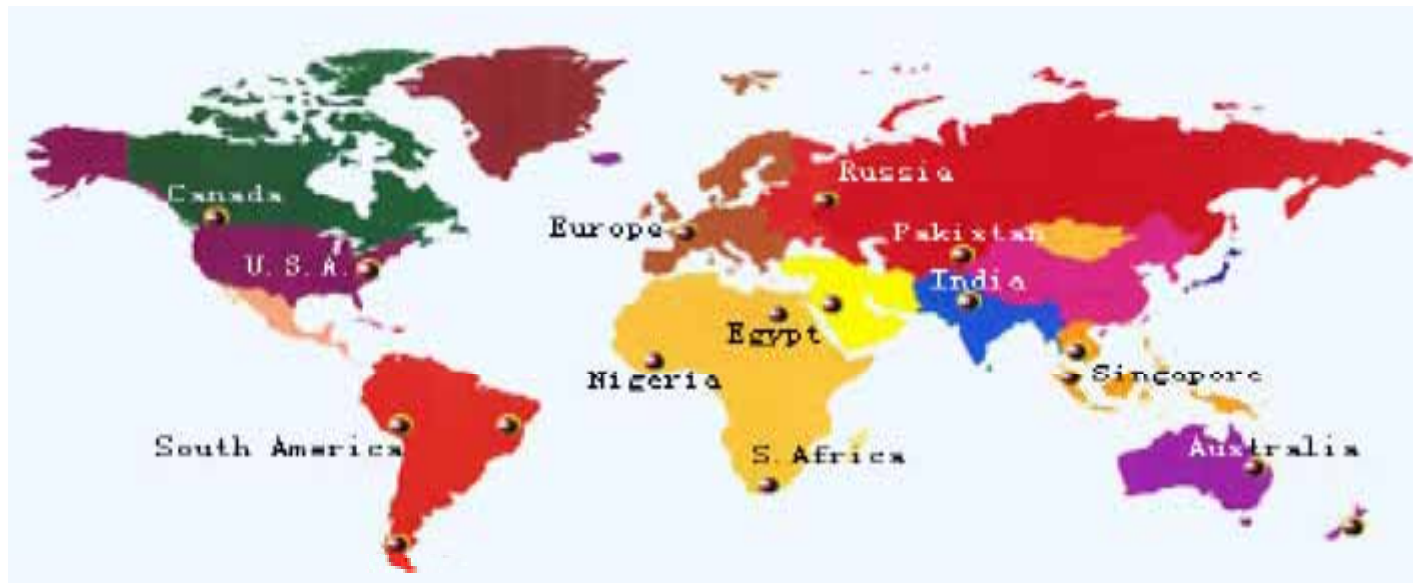 Russia
Canada
Europe
Pakistan
U.S.A.
India
Egypt
Nigeria
Singapore
South America
S.Africa
Australia